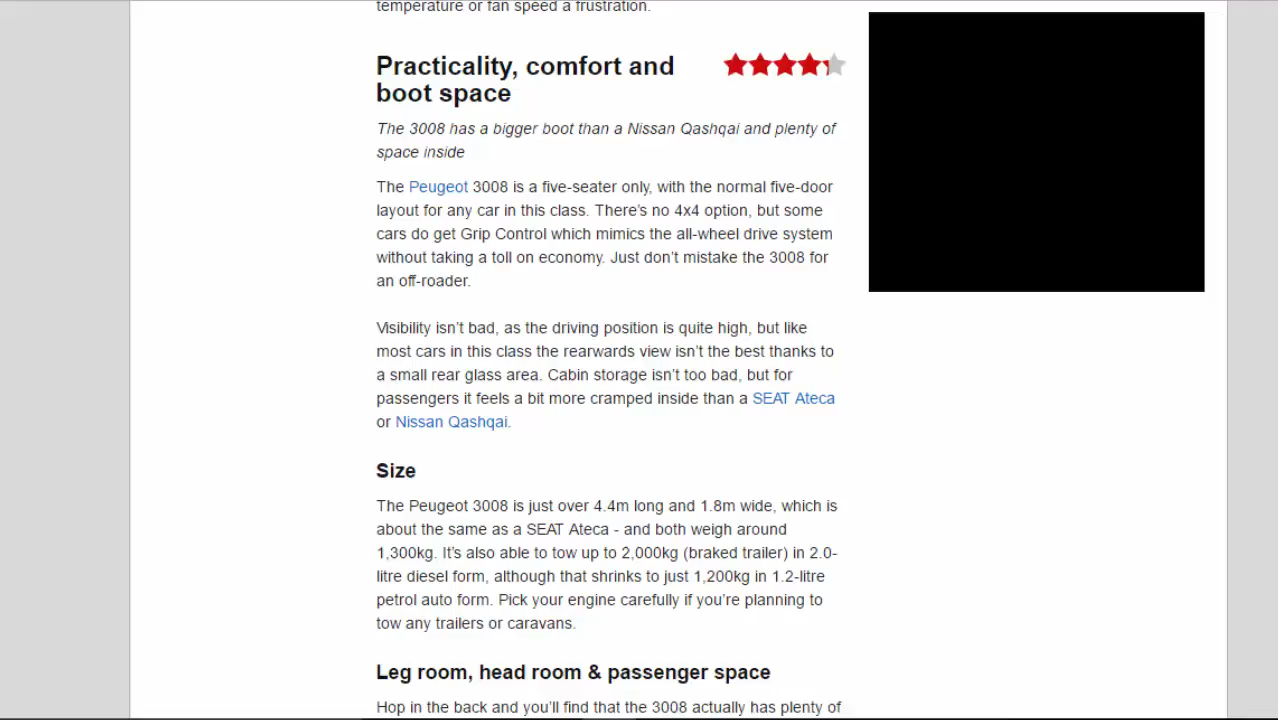 temperature or fan speed a frustration.
Practicality, comfort and
boot space
The 3008 has a bigger boot than a Nissan Qashqai and plenty of
space inside
The Peugeot 3008 is a five-seater only, with the normal five-door
layout for any car in this class. There’s no 4x4 option, but some
cars do get Grip Control which mimics the all-wheel drive system
without taking a toll on economy. Just don’t mistake the 3008 for
an off-roader.
Visibility isn’t bad, as the driving position is quite high, but like
most cars in this class the rearwards view isn’t the best thanks to
a small rear glass area. Cabin storage isn’t too bad, but for
passengers it feels a bit more cramped inside than a SEAT Ateca
or Nissan Qashqai.
Size
The Peugeot 3008 is just over 4.4m long and 1.8m wide, which is
about the same as a SEAT Ateca - and both weigh around
1,300kg. It’s also able to tow up to 2,000kg (braked trailer) in 2.0-
litre diesel form, although that shrinks to just 1,200kg in 1.2-litre
petrol auto form. Pick your engine carefully if you’re planning to
tow any trailers or caravans.
Leg room, head room & passenger space
Hop in the back and you’ll find that the 3008 actually has plenty of